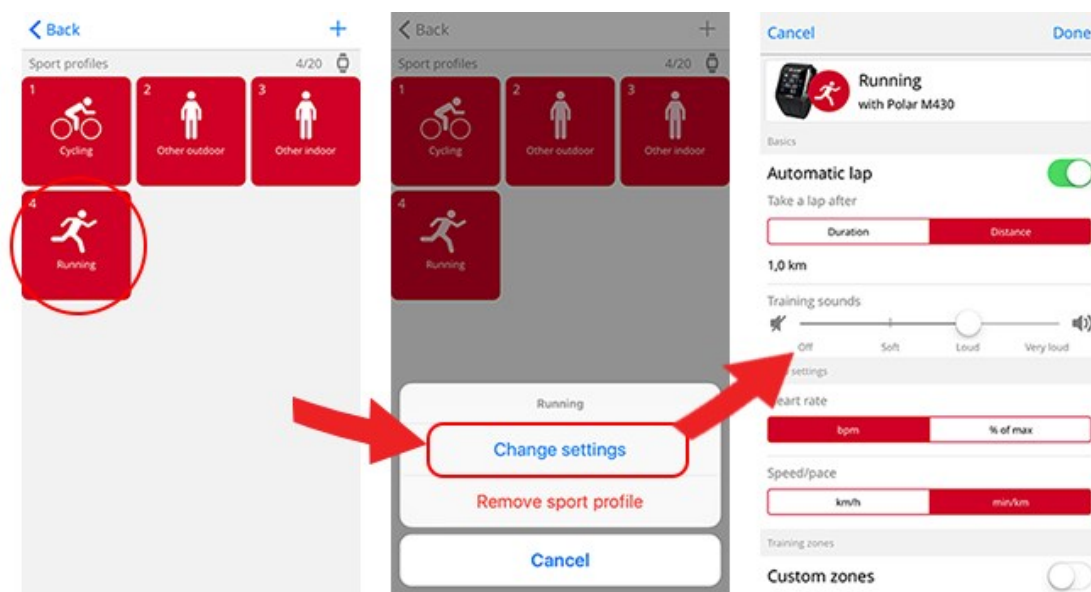 Back
Sport profiles 4/20
1
Cycling
2
Other outdoor
3
Other indoor
4
Running
Back
Sport profiles 4/20
1
Cycling
2
Other outdoor
3
Other indoor
4
Running
Running
Change settings
Remove sport profile
Cancel
Cancel Done
Running
with Polar M430
Basics
Automatic lap
Take a lap after
Duration Distance
1,0 km
Training sounds
Off Soft Loud Very loud
settings
eart rate
bpm % of max
Speed/pace
km/h min/km
Training zones
Custom zones